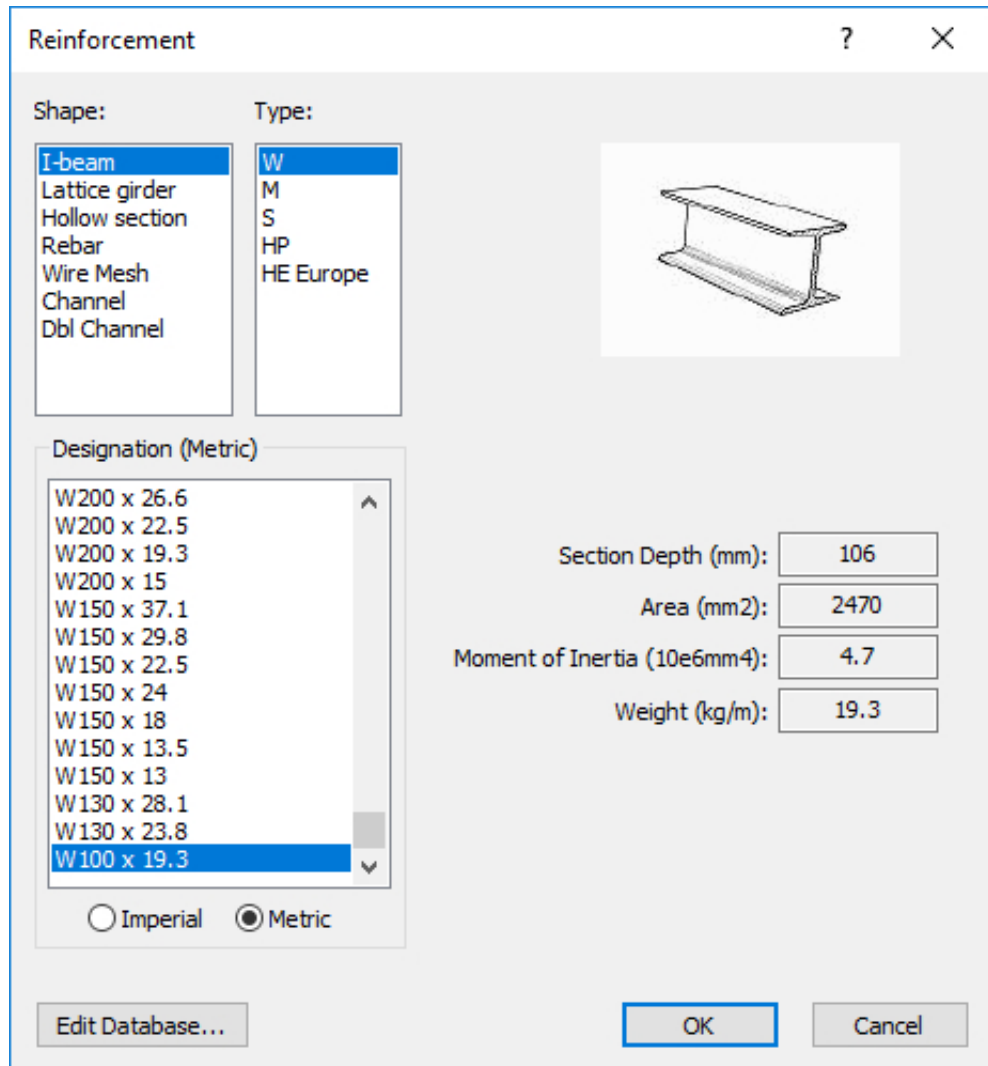 Reinforcement
?
Shape:
Type:
I-beam
Lattice girder
Hollow section
Rebar
Wire Mesh
Channel
Dbl Channel
W
M
S
HP
HE Europe
Designation (Metric)
W200 x 26.6
W200 x 22.5
W200 x 19.3
W200 x 15
W150 x 37.1
W150 x 29.8
W150 x 22.5
W150 x 24
W150 x 18
W150 x 13.5
W150 x 13
W130 x 28.1
W130 x 23.8
W100 x 19.3
Imperial
Metric
Section Depth (mm): 106
Area (mm2): 2470
Moment of Inertia (10e6mm4): 4.7
Weight (kg/m): 19.3
Edit Database...
OK
Cancel